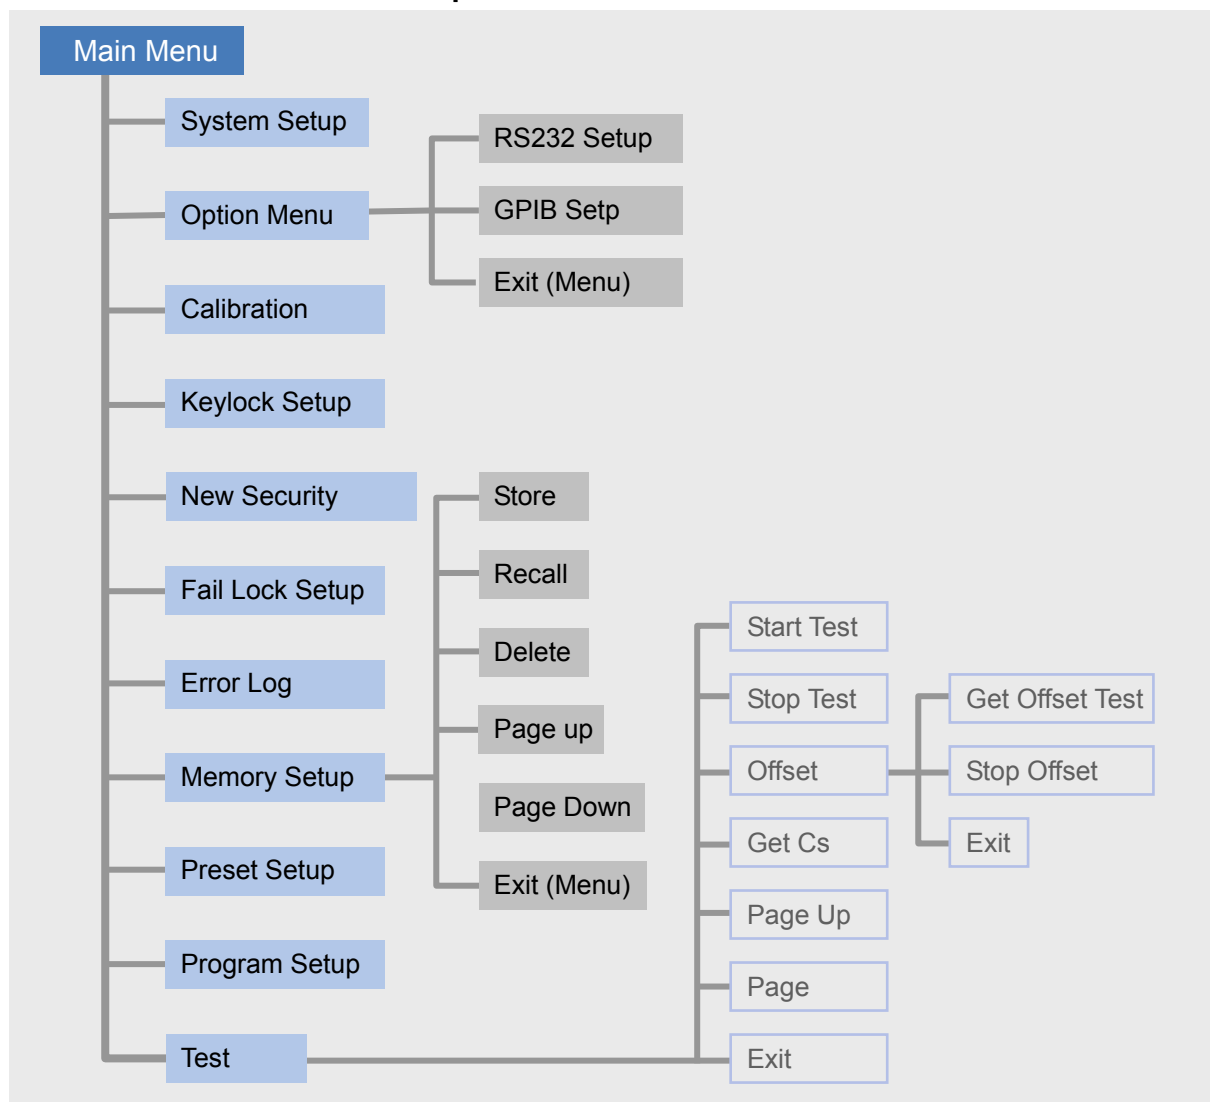 Main Menu
System Setup
Option Menu
RS232 Setup
GPIB Setp
Exit (Menu)
Calibration
Keylock Setup
New Security
Fail Lock Setup
Error Log
Memory Setup
Store
Recall
Delete
Page up
Page Down
Exit (Menu)
Preset Setup
Program Setup
Test
Start Test
Stop Test
Offset
Get Offset Test
Stop Offset
Exit
Get Cs
Page Up
Page
Exit